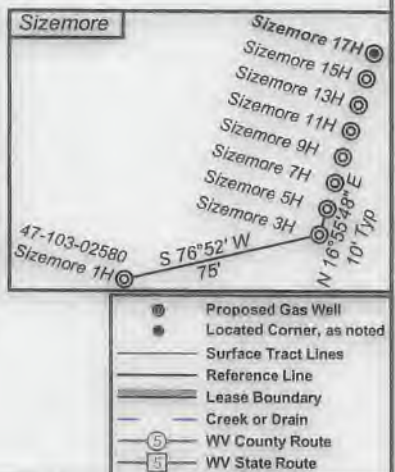 Sizemore
Sizemore 17H
Sizemore 15H
Sizemore 13H
Sizemore 11H
Sizemore 9H
Sizemore 7H
Sizemore 5H
Sizemore 3H
47-103-02580
Sizemore 1H
S 76°52' W
75'
N 16°55'48" E
10' Typ
Proposed Gas Well
Located Corner, as noted
Surface Tract Lines
Reference Line
Lease Boundary
Creek or Drain
5 WV County Route
5 WV State Route